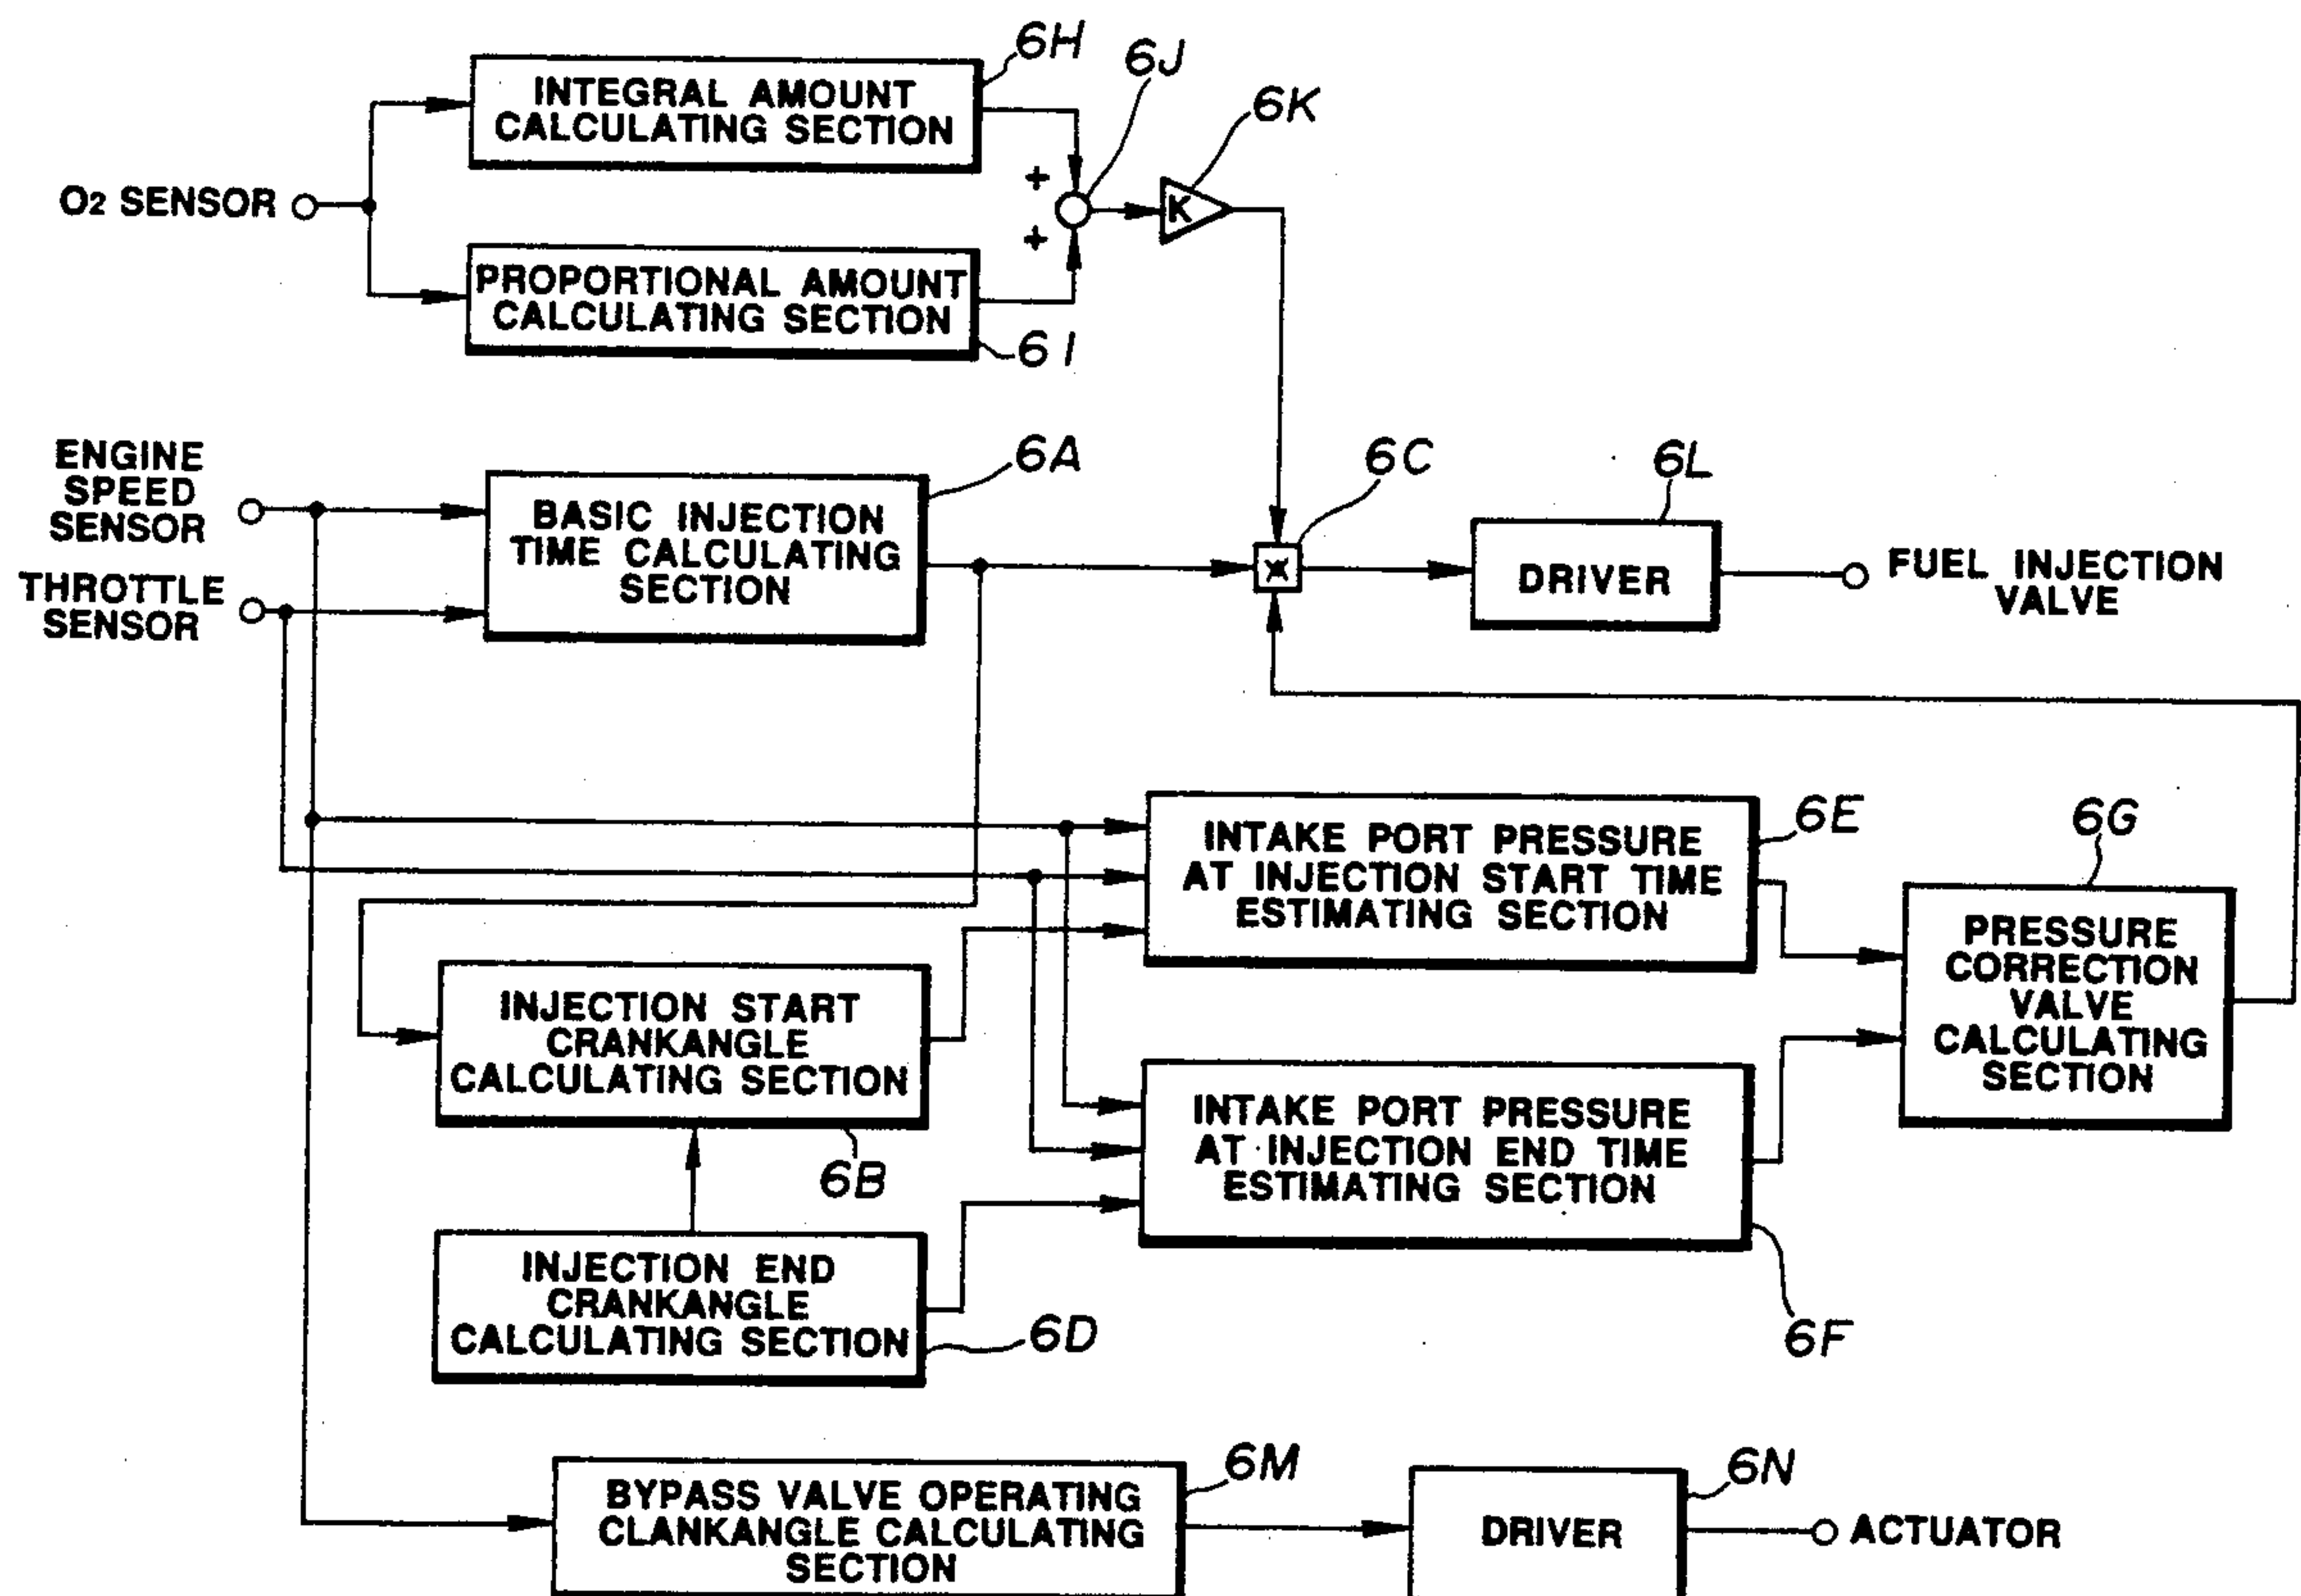 6H
6J
INTEGRAL AMOUNT
CALCULATING SECTION
6K
+
O2 SENSOR
K
+
PROPORTIONAL AMOUNT
CALCULATING SECTION
6I
ENGINE
SPEED
SENSOR
6A
6C
6L
BASIC INJECTION
TIME CALCULATING
SECTION
THROTTLE
SENSOR
×
DRIVER
FUEL INJECTION
VALVE
6E
6G
INTAKE PORT PRESSURE
AT INJECTION START TIME
ESTIMATING SECTION
PRESSURE
CORRECTION
VALVE
CALCULATING
SECTION
INJECTION START
CRANKANGLE
CALCULATING SECTION
6B
INTAKE PORT PRESSURE
AT INJECTION END TIME
ESTIMATING SECTION
6F
INJECTION END
CRANKANGLE
CALCULATING SECTION
6D
6M
6N
BYPASS VALVE OPERATING
CLANKANGLE CALCULATING
SECTION
DRIVER
ACTUATOR